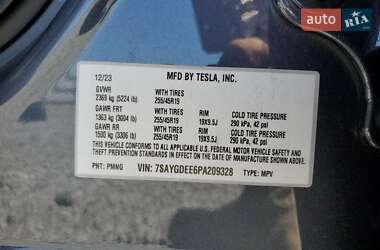 auto RIA.com
12/23 MFD BY TESLA, INC.
GVWR WITH TIRES
2369 kg (5224 lb) 255/45R19
GAWR FRT WITH TIRES RIM COLD TIRE PRESSURE
1363 kg (3004 lb) 255/45R19 19X9.5J 290 kPa, 42 psi
GAWR RR WITH TIRES RIM COLD TIRE PRESSURE
1500 kg (3306 lb) 255/45R19 19X9.5J 290 kPa, 42 psi
THIS VEHICLE CONFORMS TO ALL APPLICABLE U.S. FEDERAL MOTOR VEHICLE
SAFETY, BUMPER, AND THEFT PREVENTION STANDARDS IN EFFECT ON THE
DATE OF MANUFACTURE SHOWN ABOVE.
PNT: PMNG VIN: 7SAYGDEE6PA209328 TYPE: MPV